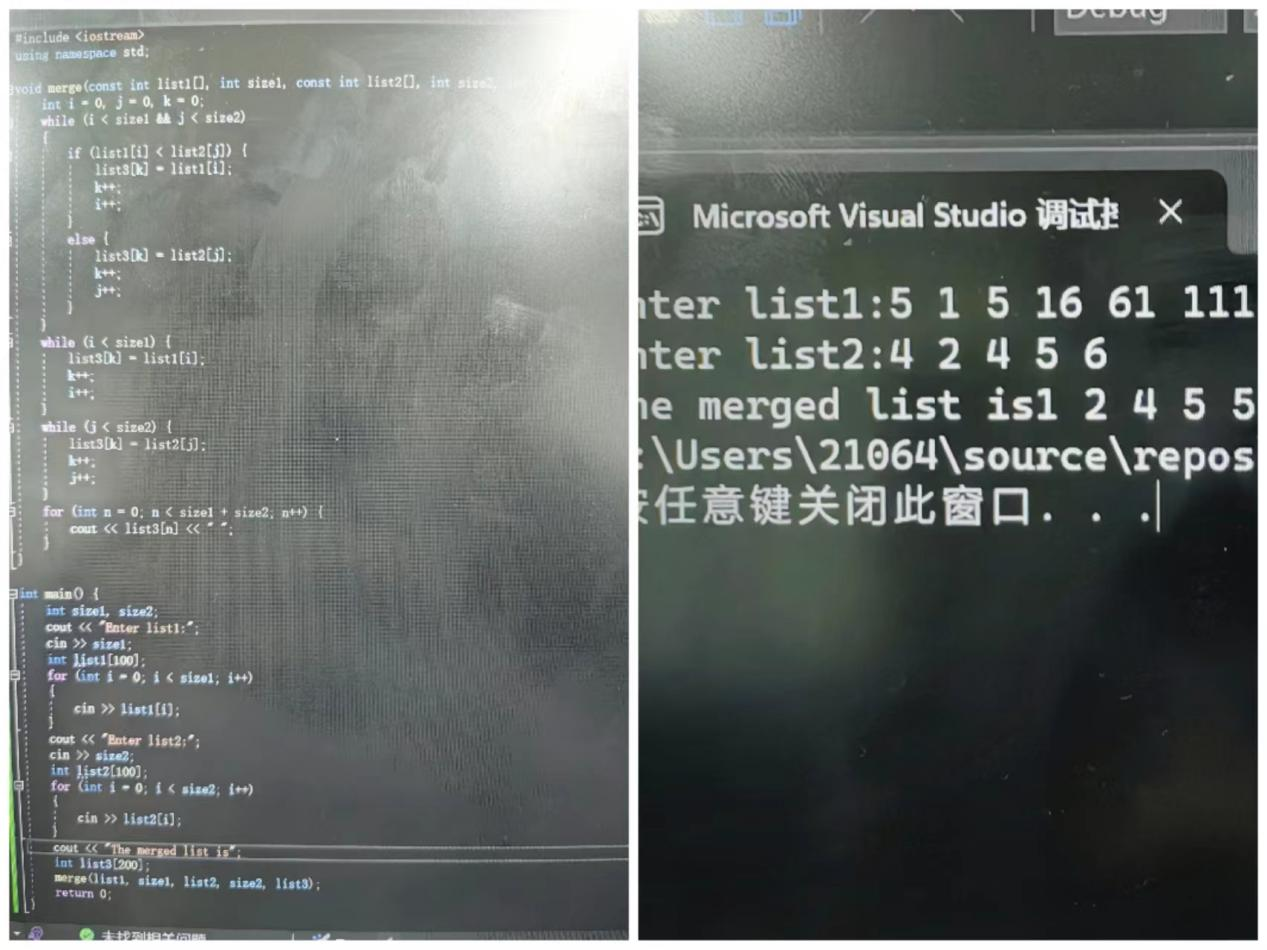 #include <iostream>
using namespace std;
void merge(const int list1[], int size1, const int list2[], int size2,
int i = 0, j = 0, k = 0;
while (i < size1 && j < size2)
{
if (list1[i] < list2[j]) {
list3[k] = list1[i];
k++;
i++;
}
else {
list3[k] = list2[j];
k++;
j++;
}
}
while (i < size1) {
list3[k] = list1[i];
k++;
i++;
}
while (j < size2) {
list3[k] = list2[j];
k++;
j++;
}
for (int n = 0; n < size1 + size2; n++) {
cout << list3[n] << " ";
}
}
int main() {
int size1, size2;
cout << "Enter list1:";
cin >> size1;
int list1[100];
for (int i = 0; i < size1; i++)
{
cin >> list1[i];
}
cout << "Enter list2:";
cin >> size2;
int list2[100];
for (int i = 0; i < size2; i++)
{
cin >> list2[i];
}
cout << "The merged list is";
int list3[200];
merge(list1, size1, list2, size2, list3);
return 0;
}
未找到相关问题
Debug
Microsoft Visual Studio 调试
nter list1:5 1 5 16 61 111
nter list2:4 2 4 5 6
he merged list is1 2 4 5 5
:\Users\21064\source\repos
按任意键关闭此窗口. . .